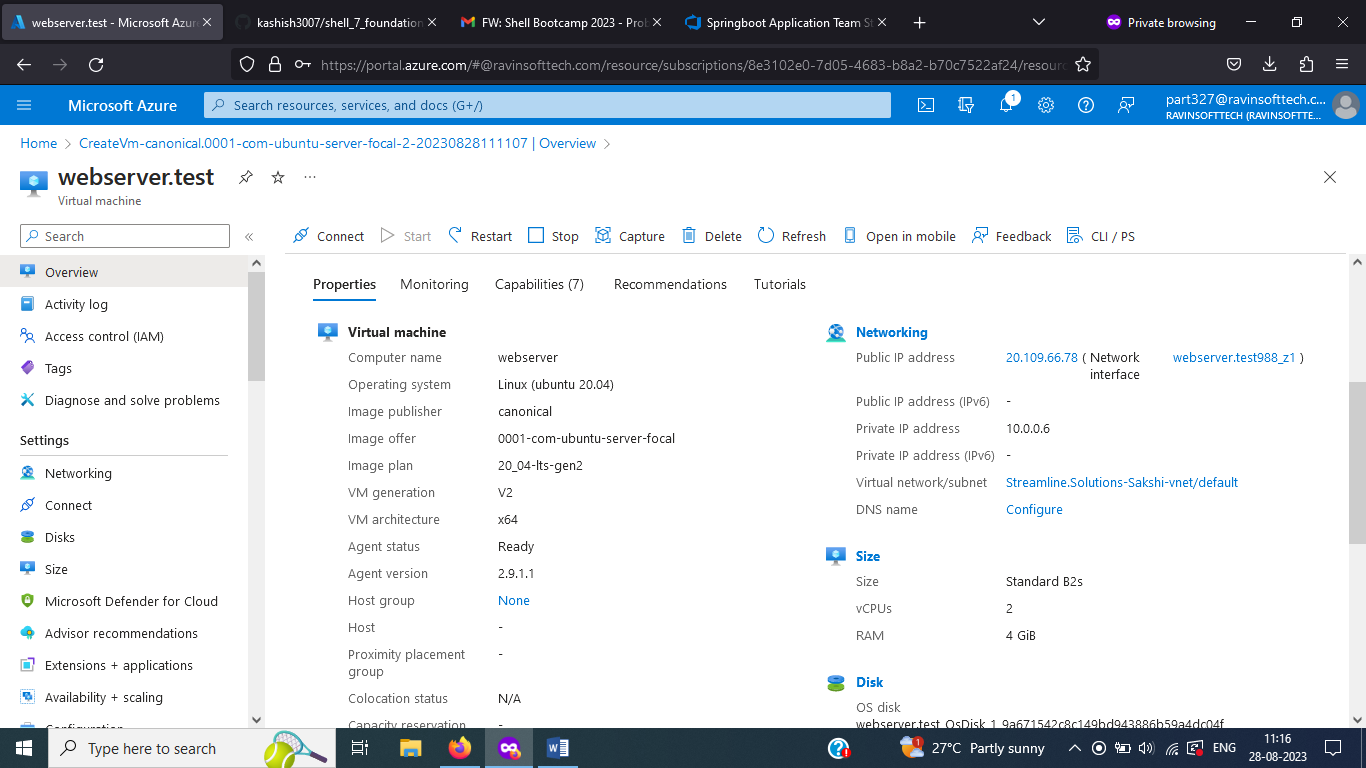 webserver.test - Microsoft Azu
kashish3007/shell_7_foundation
FW: Shell Bootcamp 2023 - Prob
Springboot Application Team St
Private browsing
https://portal.azure.com/#@ravinsofttech.com/resource/subscriptions/8e3102e0-7d05-4683-b8a2-b70c7522af24/resourc
Microsoft Azure
Search resources, services, and docs (G+/)
1
part327@ravinsofttech.c...
RAVINSOFTTECH (RAVINSOFTTE...
Home > CreateVm-canonical.0001-com-ubuntu-server-focal-2-20230828111107 | Overview >
webserver.test
Virtual machine
Search
Connect
Start
Restart
Stop
Capture
Delete
Refresh
Open in mobile
Feedback
CLI / PS
Overview
Activity log
Access control (IAM)
Tags
Diagnose and solve problems
Settings
Networking
Connect
Disks
Size
Microsoft Defender for Cloud
Advisor recommendations
Extensions + applications
Availability + scaling
Configuration
Properties
Monitoring
Capabilities (7)
Recommendations
Tutorials
Virtual machine
Computer name webserver
Operating system Linux (ubuntu 20.04)
Image publisher canonical
Image offer 0001-com-ubuntu-server-focal
Image plan 20_04-lts-gen2
VM generation V2
VM architecture x64
Agent status Ready
Agent version 2.9.1.1
Host group None
Host -
Proximity placement -
group
Colocation status N/A
Capacity reservation -
Networking
Public IP address 20.109.66.78 ( Network webserver.test988_z1 )
interface
Public IP address (IPv6) -
Private IP address 10.0.0.6
Private IP address (IPv6) -
Virtual network/subnet Streamline.Solutions-Sakshi-vnet/default
DNS name Configure
Size
Size Standard B2s
vCPUs 2
RAM 4 GiB
Disk
OS disk
webserver.test_OsDisk_1_9a671542c8c149bd943886b59a4dc04f
Type here to search
1
27°C Partly sunny
ENG
11:16
28-08-2023